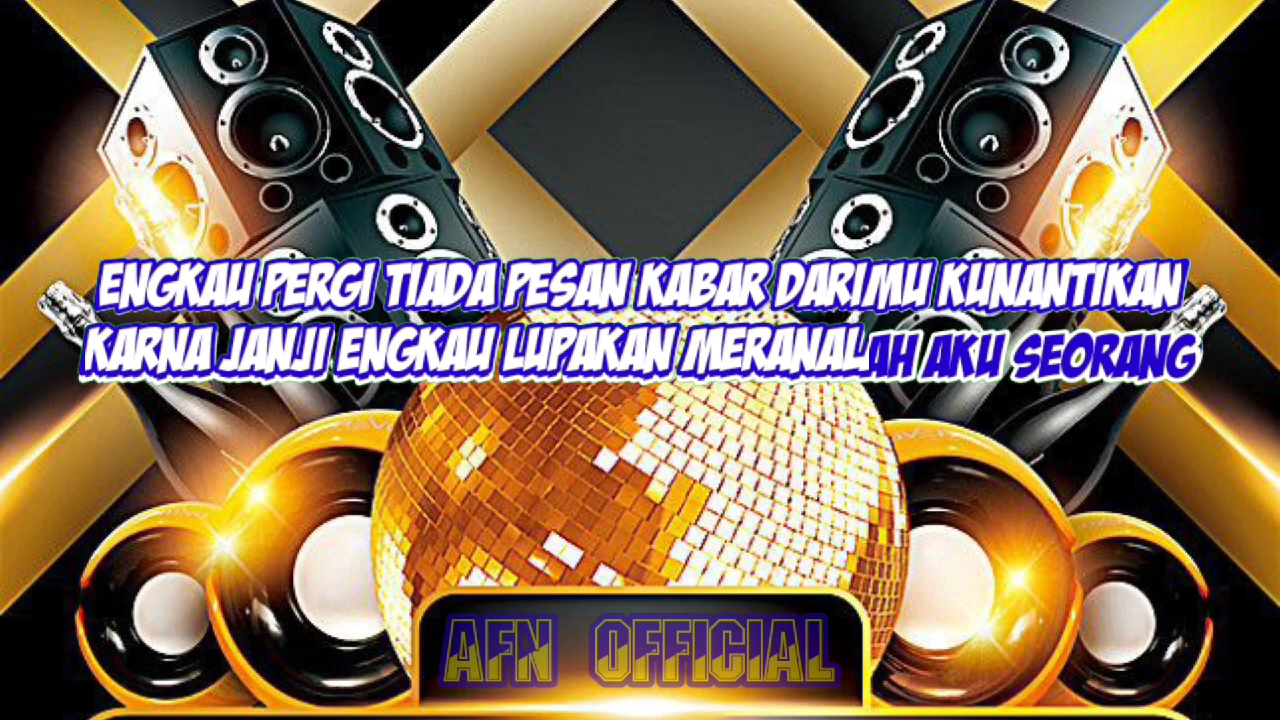 ENGKAU PERGI TIADA PESAN KABAR DARIMU KUNANTIKAN
KARNA JANJI ENGKAU LUPAKAN MERANALAH AKU SEORANG
AFN OFFICIAL